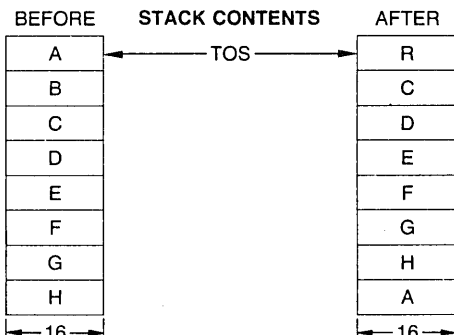 BEFORE STACK CONTENTS AFTER
A TOS R
B C
C D
D E
E F
F G
G H
H A
16 16